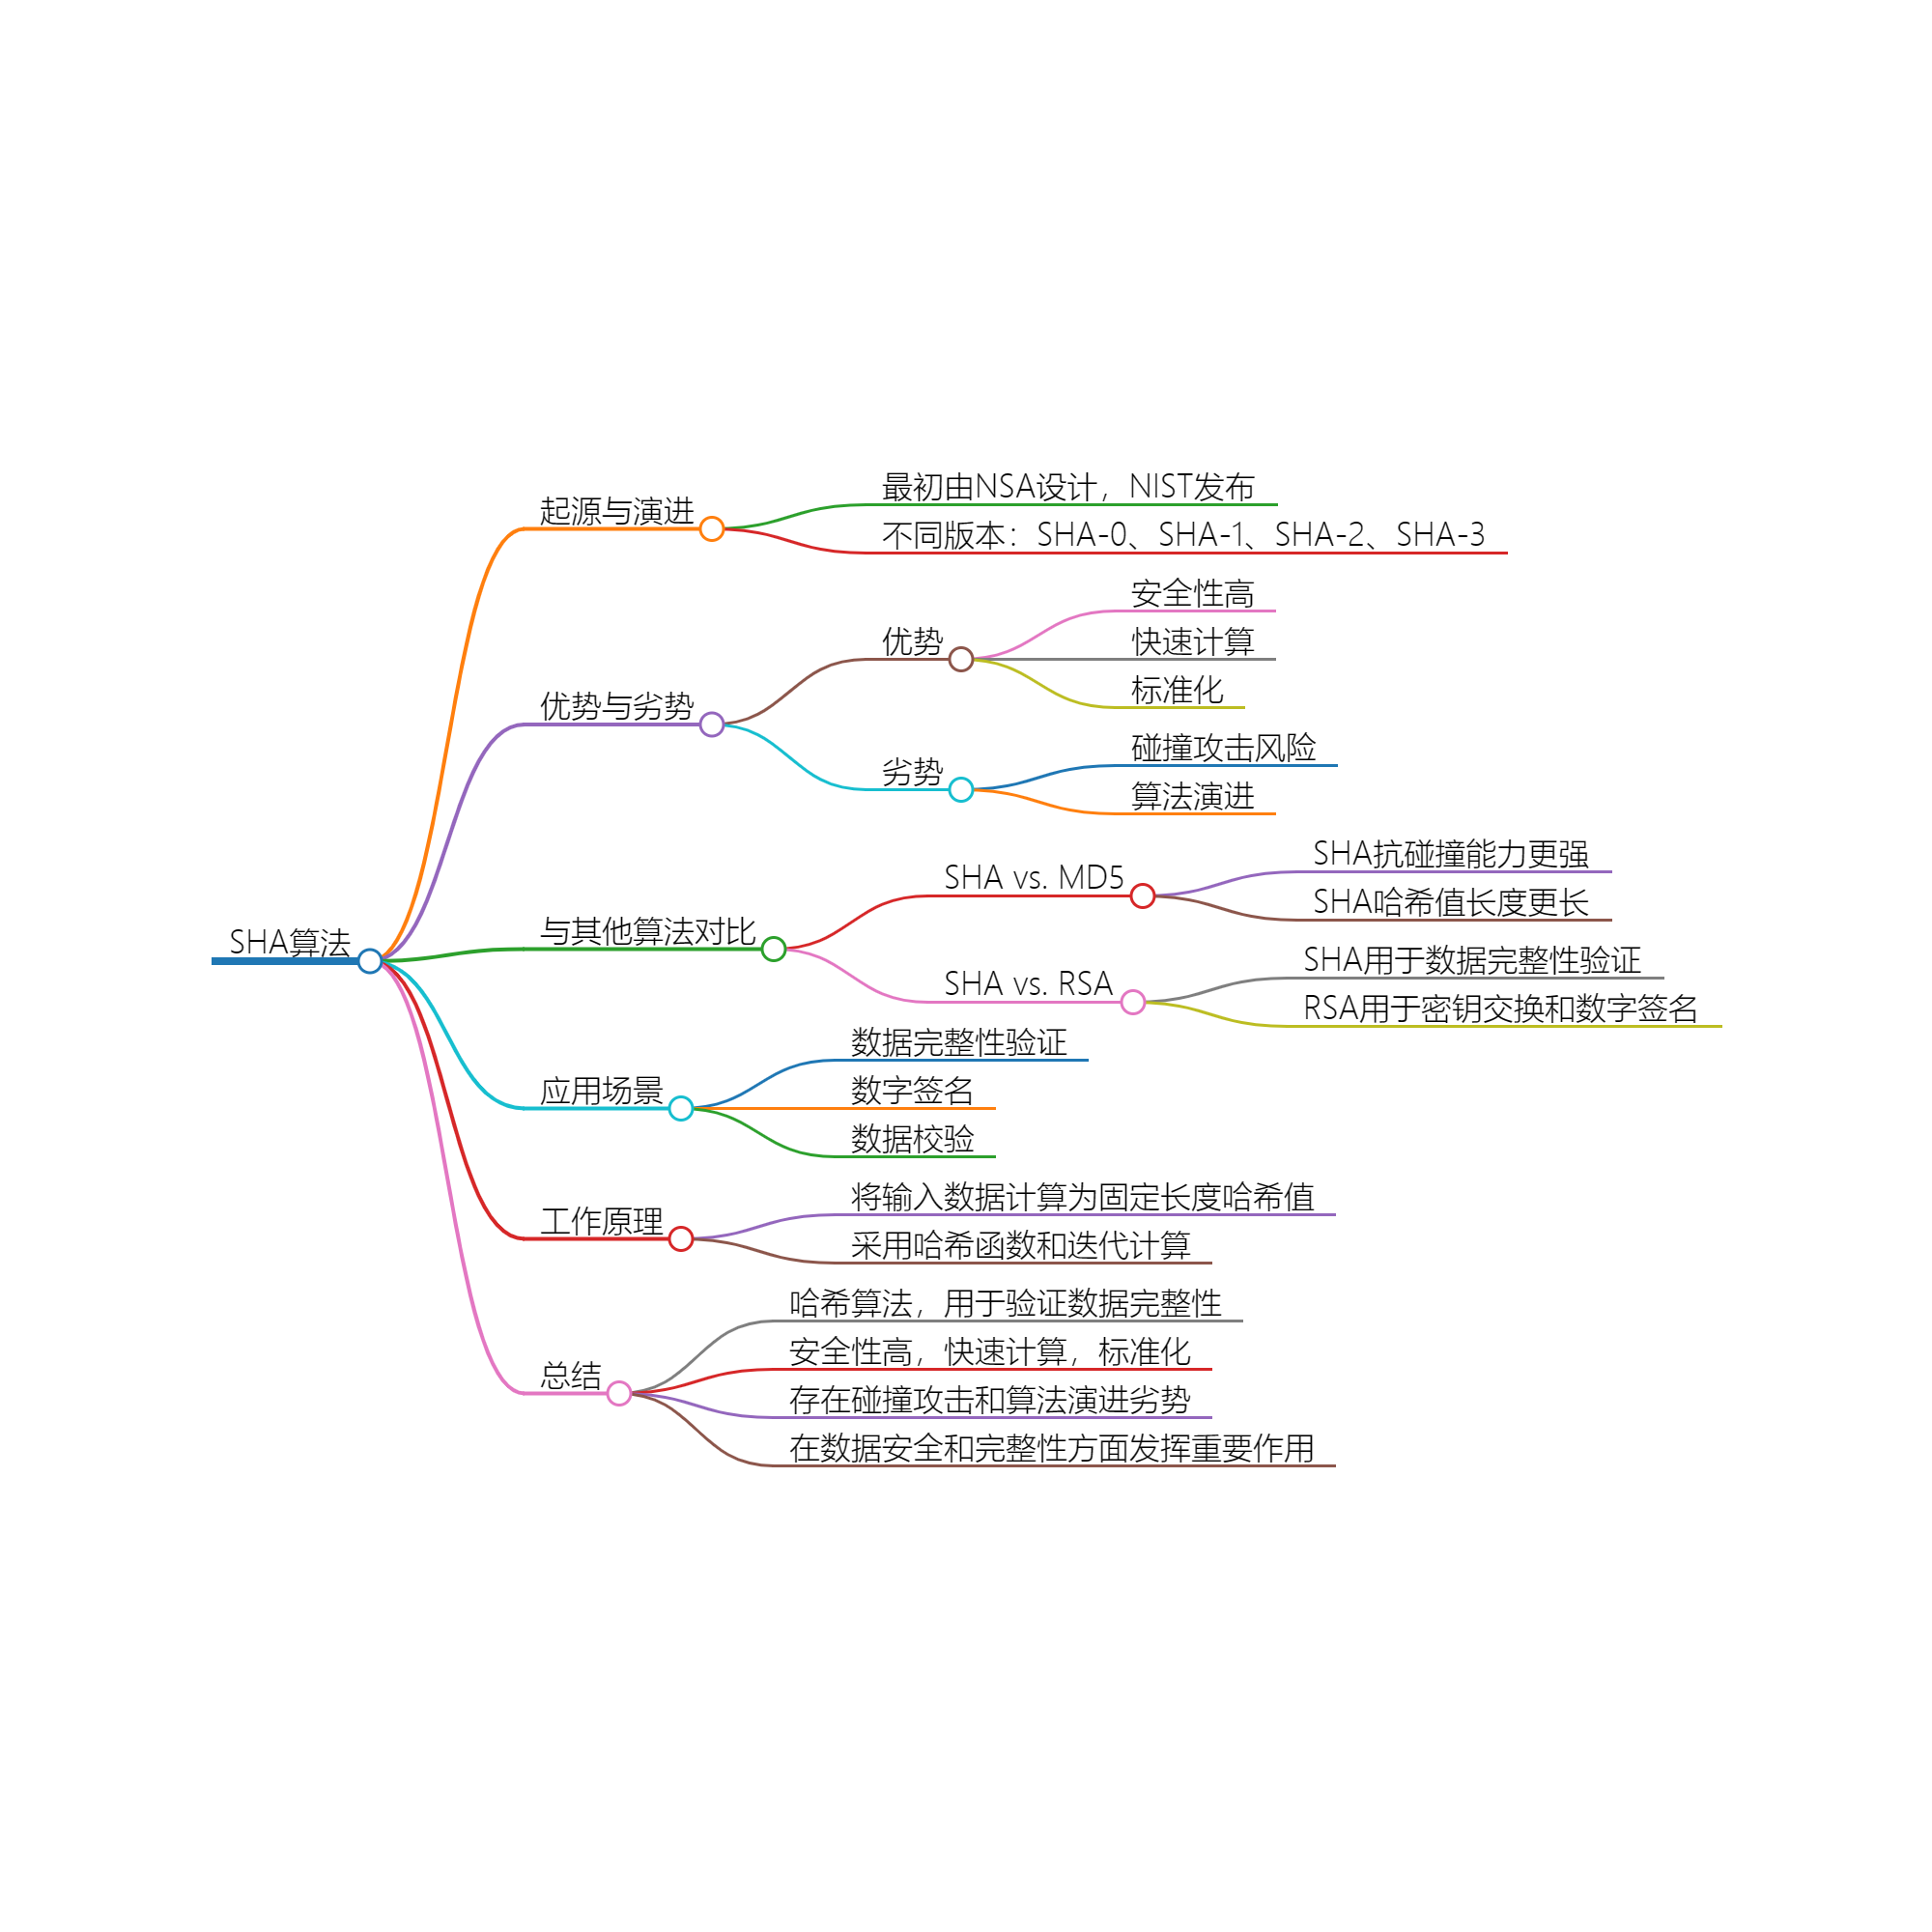 SHA算法
起源与演进
最初由NSA设计，NIST发布
不同版本：SHA-0、SHA-1、SHA-2、SHA-3
优势与劣势
优势
安全性高
快速计算
标准化
劣势
碰撞攻击风险
算法演进
与其他算法对比
SHA vs. MD5
SHA抗碰撞能力更强
SHA哈希值长度更长
SHA vs. RSA
SHA用于数据完整性验证
RSA用于密钥交换和数字签名
应用场景
数据完整性验证
数字签名
数据校验
工作原理
将输入数据计算为固定长度哈希值
采用哈希函数和迭代计算
总结
哈希算法，用于验证数据完整性
安全性高，快速计算，标准化
存在碰撞攻击和算法演进劣势
在数据安全和完整性方面发挥重要作用